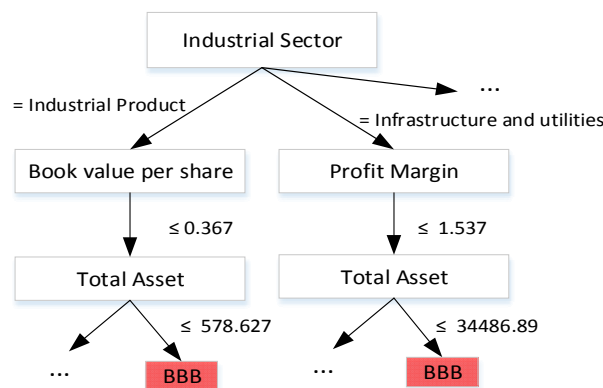 Industrial Sector
...
= Industrial Product
= Infrastructure and utilities
Book value per share
Profit Margin
≤ 0.367
≤ 1.537
Total Asset
Total Asset
≤ 578.627
≤ 34486.89
...
BBB
...
BBB